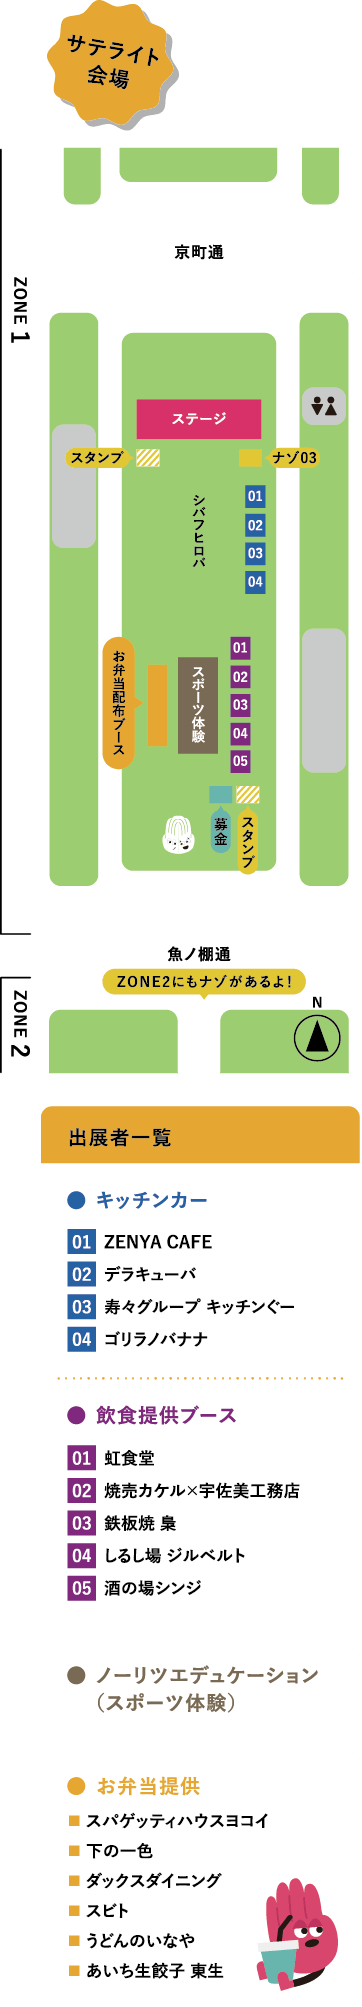 サテライト
会場
京町通
ZONE 1
ステージ
スタンプ
ナゾ03
シバフヒロバ
01
02
03
04
お弁当配布ブース
スポーツ体験
01
02
03
04
05
募金
スタンプ
魚ノ棚通
ZONE2にもナゾがあるよ!
ZONE 2
N
出展者一覧
キッチンカー
01 ZENYA CAFE
02 デラキューバ
03 寿々グループ キッチンぐー
04 ゴリラノバナナ
飲食提供ブース
01 虹食堂
02 焼売カケル×宇佐美工務店
03 鉄板焼 梟
04 しるし場 ジルベルト
05 酒の場シンジ
ノーリツエデュケーション
(スポーツ体験)
お弁当提供
スパゲッティハウスヨコイ
下の一色
ダックスダイニング
スビト
うどんのいなや
あいち生餃子 東生